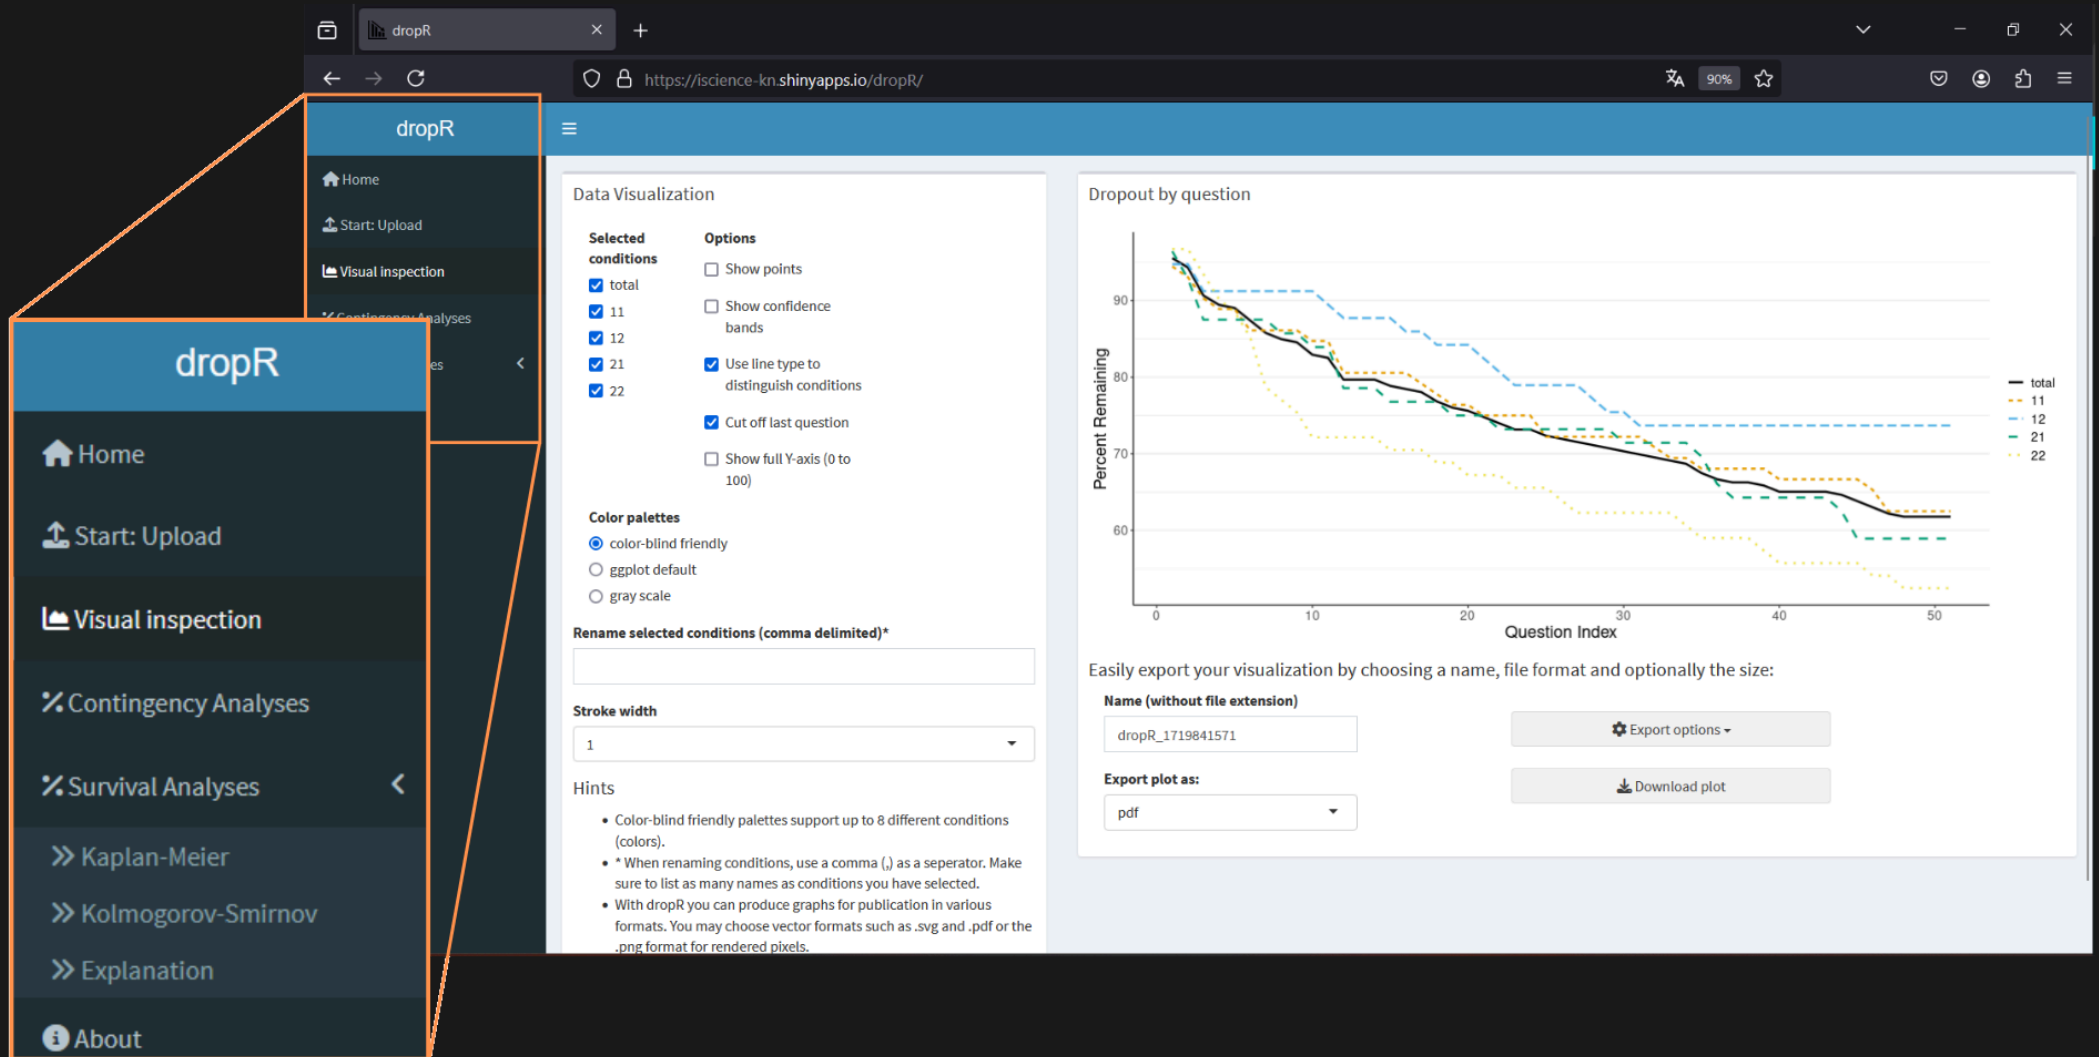 dropR
https://iscience-kn.shinyapps.io/dropR/
90%
dropR
Home
Start: Upload
Visual inspection
Contingency Analyses
es
dropR
Home
Start: Upload
Visual inspection
Contingency Analyses
Survival Analyses
Kaplan-Meier
Kolmogorov-Smirnov
Explanation
About
Data Visualization
Selected
conditions
total
11
12
21
22
Options
Show points
Show confidence
bands
Use line type to
distinguish conditions
Cut off last question
Show full Y-axis (0 to
100)
Color palettes
color-blind friendly
ggplot default
gray scale
Rename selected conditions (comma delimited)*
Stroke width
1
Hints
• Color-blind friendly palettes support up to 8 different conditions
(colors).
• * When renaming conditions, use a comma (,) as a seperator. Make
sure to list as many names as conditions you have selected.
• With dropR you can produce graphs for publication in various
formats. You may choose vector formats such as .svg and .pdf or the
.png format for rendered pixels.
Dropout by question
Percent Remaining
90
80
70
60
0 10 20 30 40 50
Question Index
total
11
12
21
22
Easily export your visualization by choosing a name, file format and optionally the size:
Name (without file extension)
dropR_1719841571
Export options
Export plot as:
pdf
Download plot